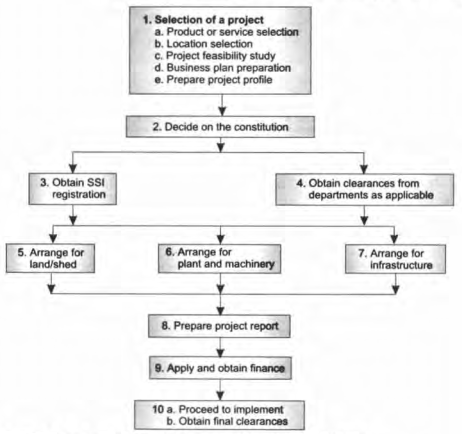 1. Selection of a project
a. Product or service selection
b. Location selection
c. Project feasibility study
d. Business plan preparation
e. Prepare project profile
2. Decide on the constitution
3. Obtain SSI
registration
4. Obtain clearances from
departments as applicable
5. Arrange for
land/shed
6. Arrange for
plant and machinery
7. Arrange for
infrastructure
8. Prepare project report
9. Apply and obtain finance
10 a. Proceed to implement
b. Obtain final clearances